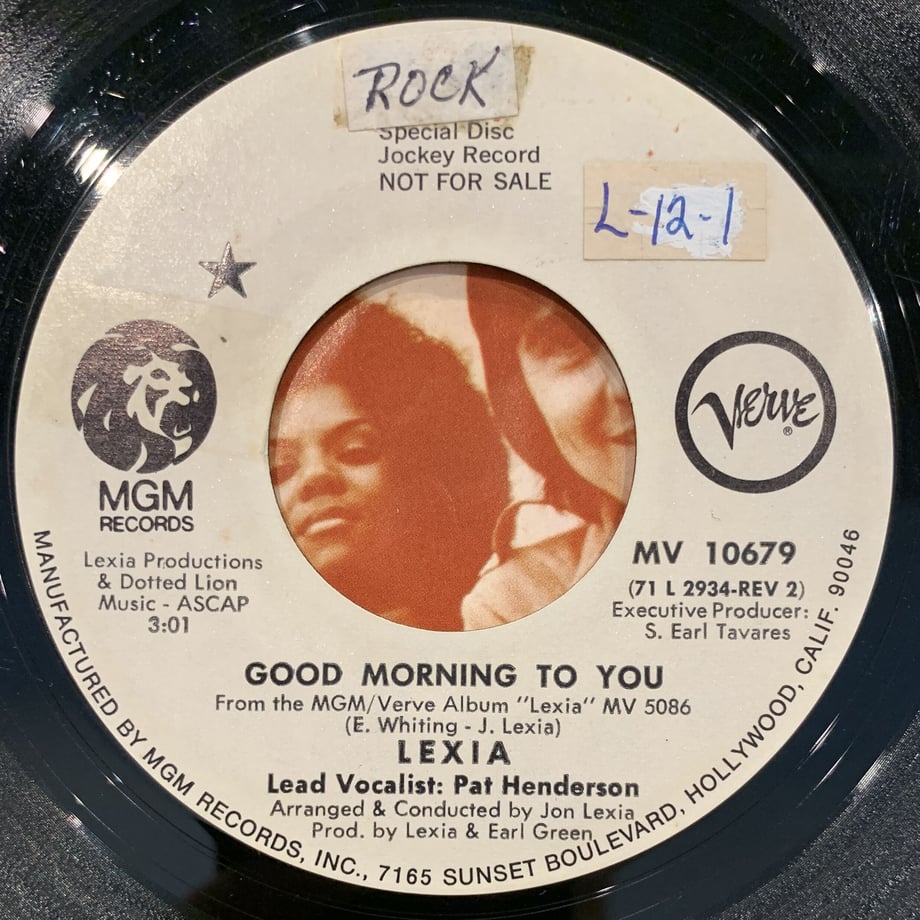 ROCK
Special Disc
Jockey Record
NOT FOR SALE
L-12-1
MGM
RECORDS
Verve
®
Lexia Productions
& Dotted Lion
Music - ASCAP
3:01
MV 10679
(71 L 2934-REV 2)
Executive Producer:
S. Earl Tavares
GOOD MORNING TO YOU
From the MGM/Verve Album "Lexia" MV 5086
(E. Whiting - J. Lexia)
LEXIA
Lead Vocalist: Pat Henderson
Arranged & Conducted by Jon Lexia
Prod. by Lexia & Earl Green
MANUFACTURED BY MGM RECORDS, INC., 7165 SUNSET BOULEVARD, HOLLYWOOD, CALIF. 90046